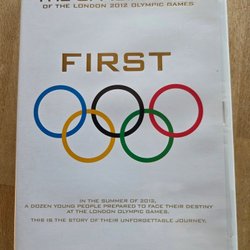 OF THE LONDON 2012 OLYMPIC GAMES
FIRST
IN THE SUMMER OF 2012,
A DOZEN YOUNG PEOPLE PREPARED TO FACE THEIR DESTINY
AT THE LONDON OLYMPIC GAMES.
THIS IS THE STORY OF THEIR UNFORGETTABLE JOURNEY.